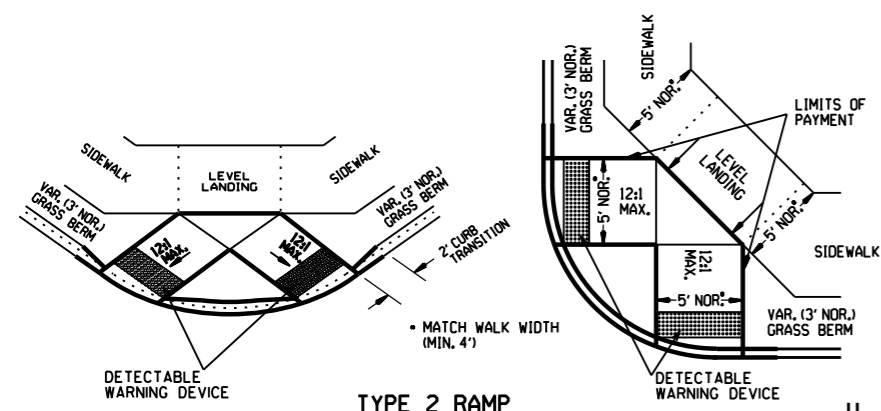 SIDEWALK
VAR. (3' NOR.)
GRASS BERM
12:1
MAX.
LEVEL
LANDING
SIDEWALK
VAR. (3' NOR.)
GRASS BERM
12:1
MAX.
2' CURB
TRANSITION
• MATCH WALK WIDTH
(MIN. 4')
DETECTABLE
WARNING DEVICE
TYPE 2 RAMP
VAR. (3' NOR.)
GRASS BERM
SIDEWALK
5' NOR.•
LIMITS OF
PAYMENT
LEVEL
LANDING
5' NOR.•
12:1
MAX.
5' NOR.•
SIDEWALK
12:1
MAX.
5' NOR.•
VAR. (3' NOR.)
GRASS BERM
DETECTABLE
WARNING DEVICE